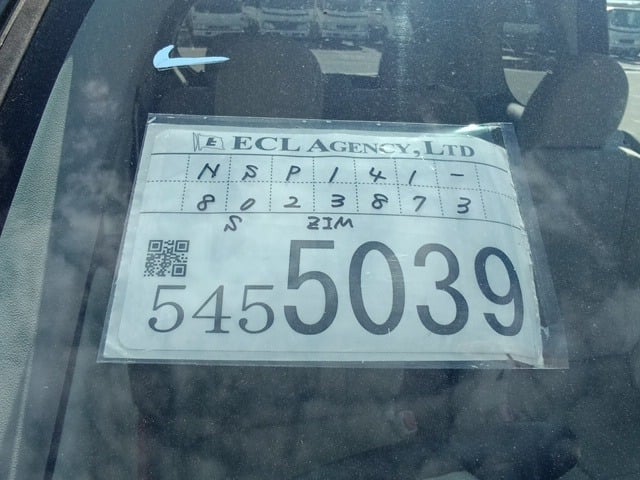 ECL AGENCY, LTD
NSP141-
8023873
S ZIM
545 5039